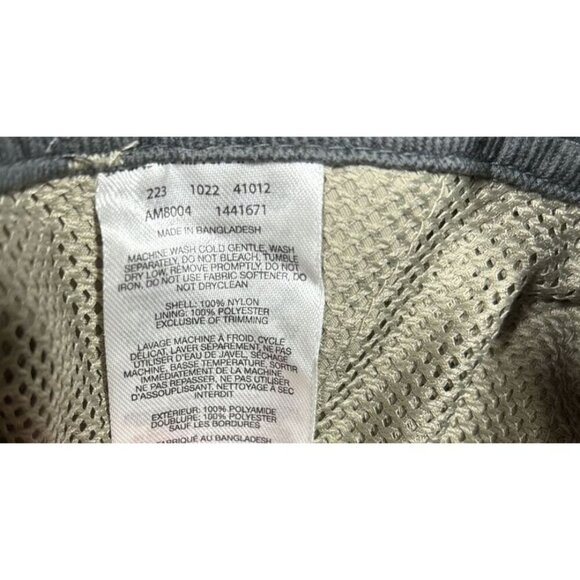 223 1022 41012
AM8004 1441671
MADE IN BANGLADESH
MACHINE WASH COLD GENTLE, WASH
SEPARATELY, DO NOT BLEACH, TUMBLE
DRY LOW, REMOVE PROMPTLY, DO NOT
IRON, DO NOT USE FABRIC SOFTENER, DO
NOT DRYCLEAN
SHELL: 100% NYLON
LINING: 100% POLYESTER
EXCLUSIVE OF TRIMMING
LAVAGE MACHINE À FROID, CYCLE
DÉLICAT, LAVER SEPARÉMENT, NE PAS
UTILISER D'EAU DE JAVEL, SÉCHAGE
MACHINE, BASSE TEMPÉRATURE, SORTIR
IMMÉDIATEMENT DE LA MACHINE
NE PAS REPASSER, NE PAS UTILISER
D'ASSOUPLISSANT. NETTOYAGE À SEC
INTERDIT
EXTÉRIEUR: 100% POLYAMIDE
DOUBLURE: 100% POLYESTER
SAUF LES BORDURES
FABRIQUÉ AU BANGLADESH